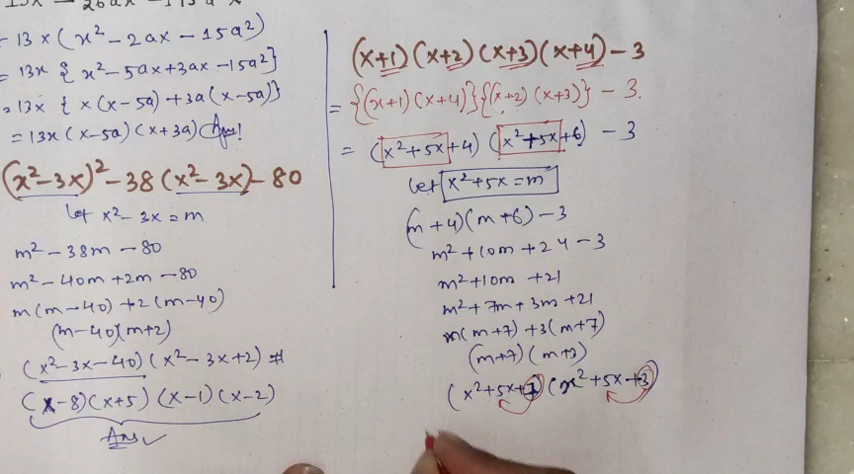 - 13x(x²-2ax-15a²)
= 13x{x²-5ax+3ax-15a²}
= 13x{x(x-5a)+3a(x-5a)}
= 13x(x-5a)(x+3a) Ans!
(x²-3x)²-38(x²-3x)-80
let x²-3x=m
m²-38m-80
m²-40m+2m-80
m(m-40)+2(m-40)
(m-40)(m+2)
(x²-3x-40)(x²-3x+2)#
(x-8)(x+5)(x-1)(x-2)
Ans
(x+1)(x+2)(x+3)(x+4)-3
= {(x+1)(x+4)}{(x+2)(x+3)}-3.
= (x²+5x+4)(x²+5x+6)-3
let x²+5x=m
(m+4)(m+6)-3
m²+10m+24-3
m²+10m+21
m²+7m+3m+21
m(m+7)+3(m+7)
(m+7)(m+3)
(x²+5x+7)(x²+5x+3)